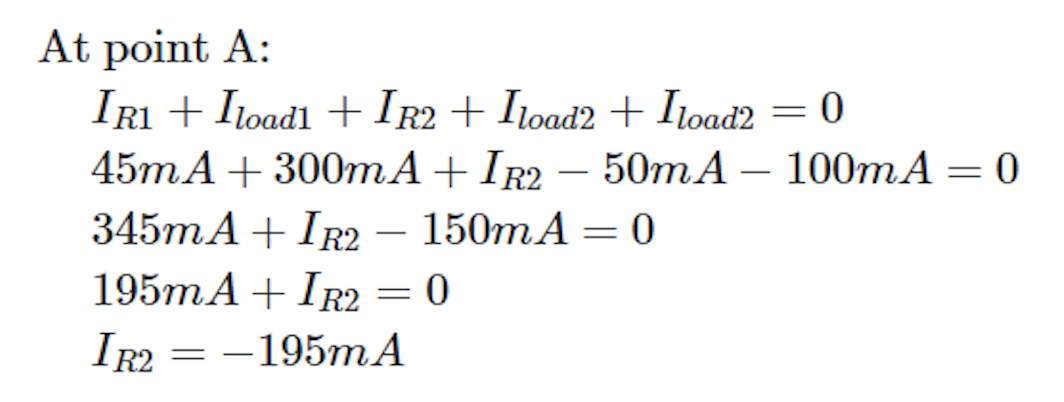 At point A:
I_{R1} + I_{load1} + I_{R2} + I_{load2} + I_{load2} = 0
45mA + 300mA + I_{R2} − 50mA − 100mA = 0
345mA + I_{R2} − 150mA = 0
195mA + I_{R2} = 0
I_{R2} = −195mA